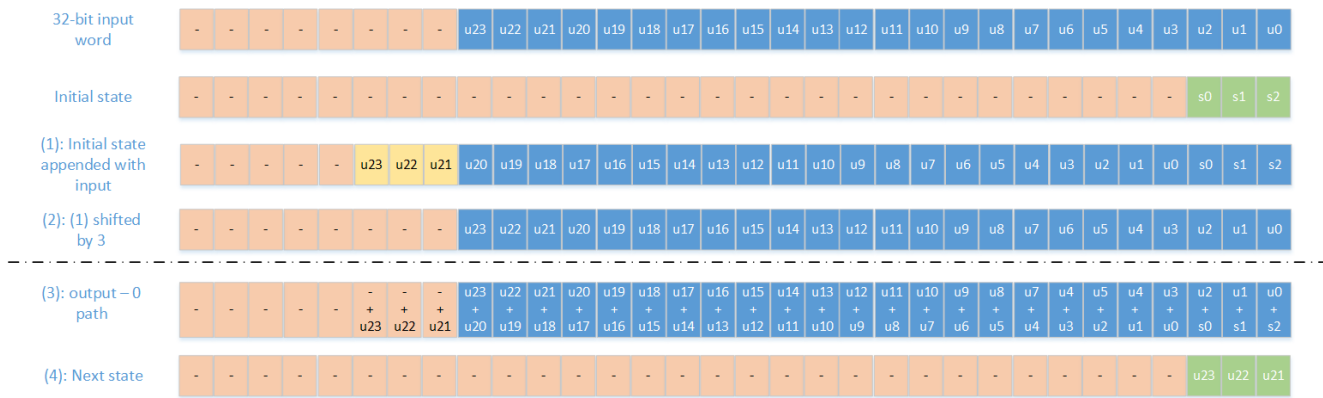 32-bit input
word
- - - - - - - - u23 u22 u21 u20 u19 u18 u17 u16 u15 u14 u13 u12 u11 u10 u9 u8 u7 u6 u5 u4 u3 u2 u1 u0
Initial state
- - - - - - - - - - - - - - - - - - - - - - - - - - - - - s0 s1 s2
(1): Initial state
appended with
input
- - - - - u23 u22 u21 u20 u19 u18 u17 u16 u15 u14 u13 u12 u11 u10 u9 u8 u7 u6 u5 u4 u3 u2 u1 u0 s0 s1 s2
(2): (1) shifted
by 3
- - - - - - - - u23 u22 u21 u20 u19 u18 u17 u16 u15 u14 u13 u12 u11 u10 u9 u8 u7 u6 u5 u4 u3 u2 u1 u0
(3): output – 0
path
- - - - - - - - u23 u22 u21 u20 u19 u18 u17 u16 u15 u14 u13 u12 u11 u10 u9 u8 u7 u4 u5 u4 u3 u2 u1 u0
+ + + + + + + + + + + + + + + + + + + + + + + + + + +
u23 u22 u21 u20 u19 u18 u17 u16 u15 u14 u13 u12 u11 u10 u9 u8 u7 u6 u5 u4 u3 u2 u1 u0 s0 s1 s2
(4): Next state
- - - - - - - - - - - - - - - - - - - - - - - - - - - - - u23 u22 u21